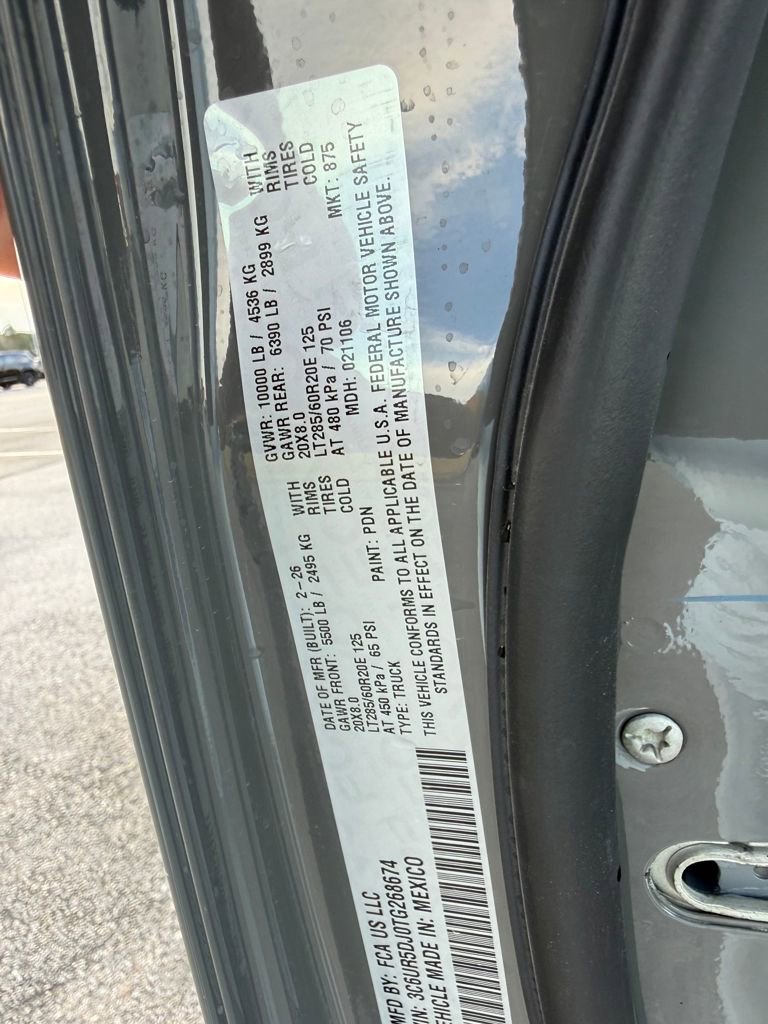 MFD BY: FCA US LLC
3C6UR5DJ0TG268674
VEHICLE MADE IN: MEXICO
DATE OF MFR (BUILT): 2-26 GVWR: 10000 LB / 4536 KG
GAWR FRONT: 5500 LB / 2495 KG WITH GAWR REAR: 6390 LB / 2899 KG WITH
20X8.0 RIMS 20X8.0 RIMS
LT285/60R20E 125 TIRES LT285/60R20E 125 TIRES
AT 450 kPa / 65 PSI COLD AT 480 kPa / 70 PSI COLD
TYPE: TRUCK PAINT: PDN MDH: 021106 MKT: 875
THIS VEHICLE CONFORMS TO ALL APPLICABLE U.S.A. FEDERAL MOTOR VEHICLE SAFETY
STANDARDS IN EFFECT ON THE DATE OF MANUFACTURE SHOWN ABOVE.